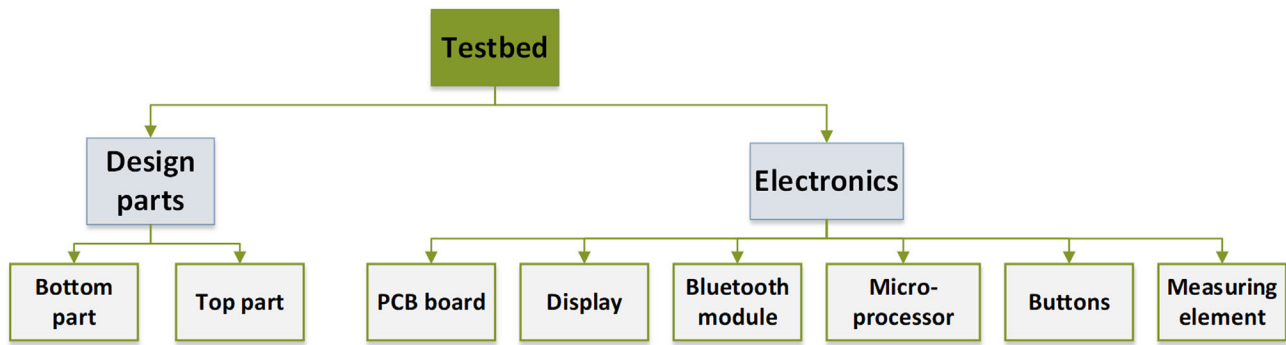 Testbed
Design
parts
Electronics
Bottom
part
Top part
PCB board
Display
Bluetooth
module
Micro-
processor
Buttons
Measuring
element